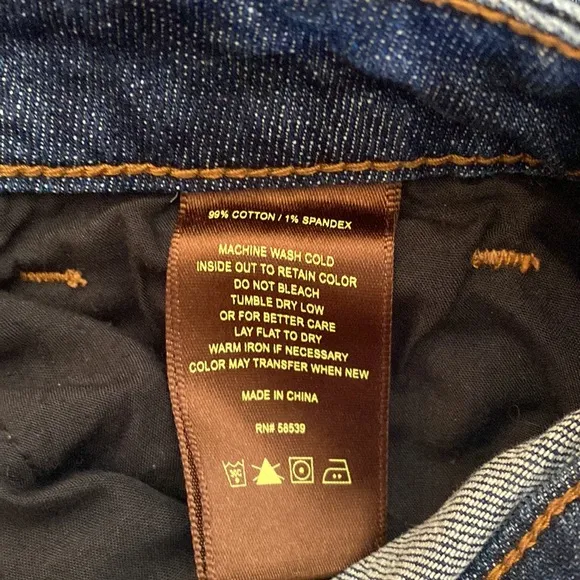 99% COTTON / 1% SPANDEX
MACHINE WASH COLD
INSIDE OUT TO RETAIN COLOR
DO NOT BLEACH
TUMBLE DRY LOW
OR FOR BETTER CARE
LAY FLAT TO DRY
WARM IRON IF NECESSARY
COLOR MAY TRANSFER WHEN NEW
MADE IN CHINA
RN# 58539